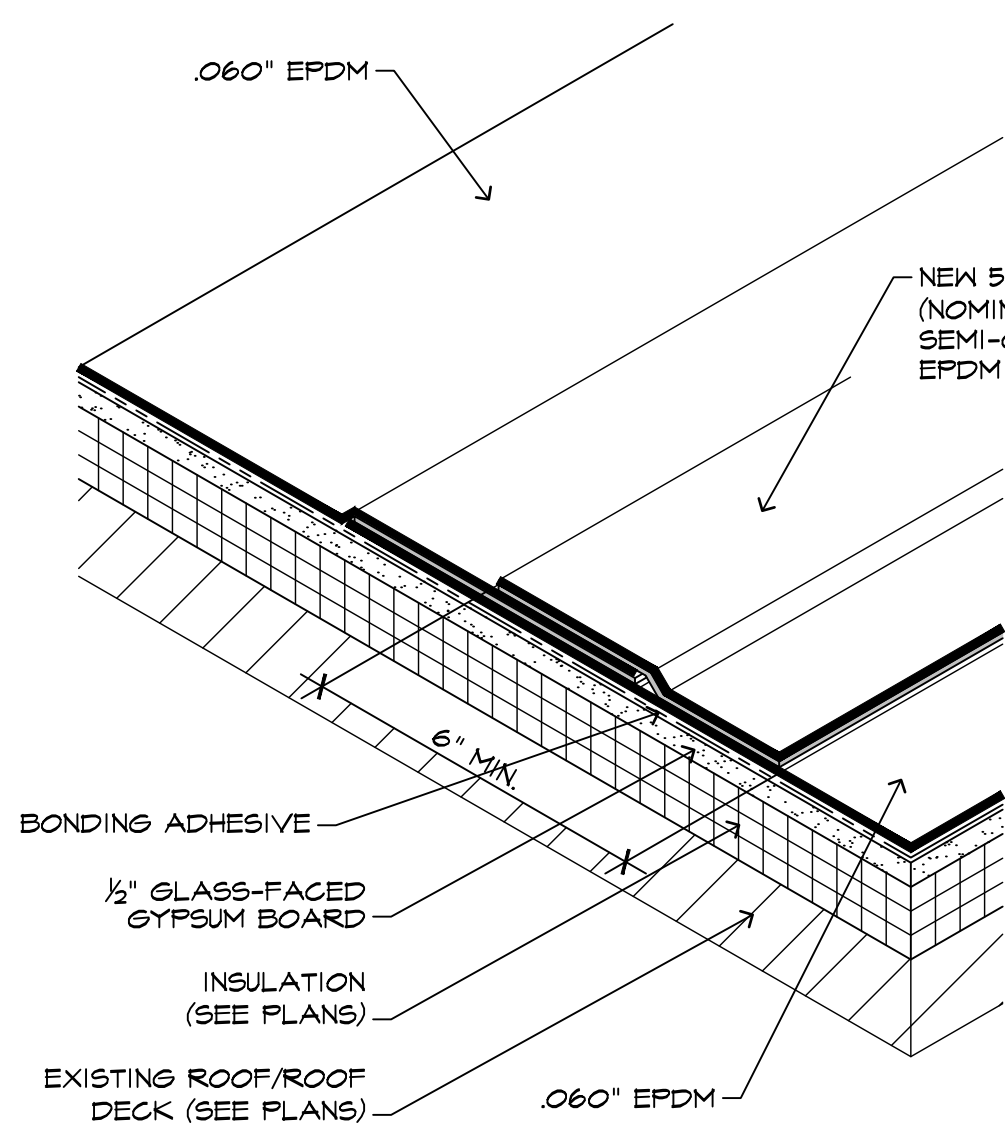 .060" EPDM
NEW 5
(NOMIN
SEMI-
EPDM
6" MIN.
BONDING ADHESIVE
½" GLASS-FACED
GYPSUM BOARD
INSULATION
(SEE PLANS)
EXISTING ROOF/ROOF
DECK (SEE PLANS)
.060" EPDM